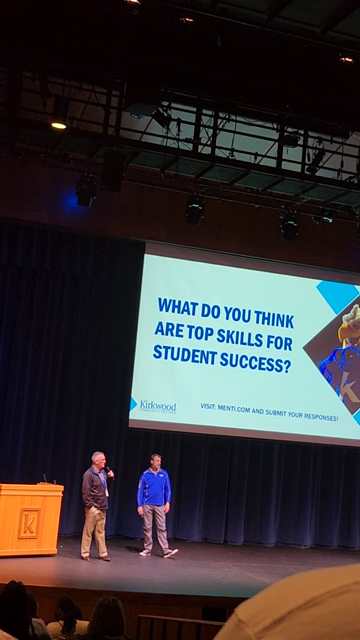 WHAT DO YOU THINK
ARE TOP SKILLS FOR
STUDENT SUCCESS?
Kirkwood
VISIT: MENTI.COM AND SUBMIT YOUR RESPONSES!
K